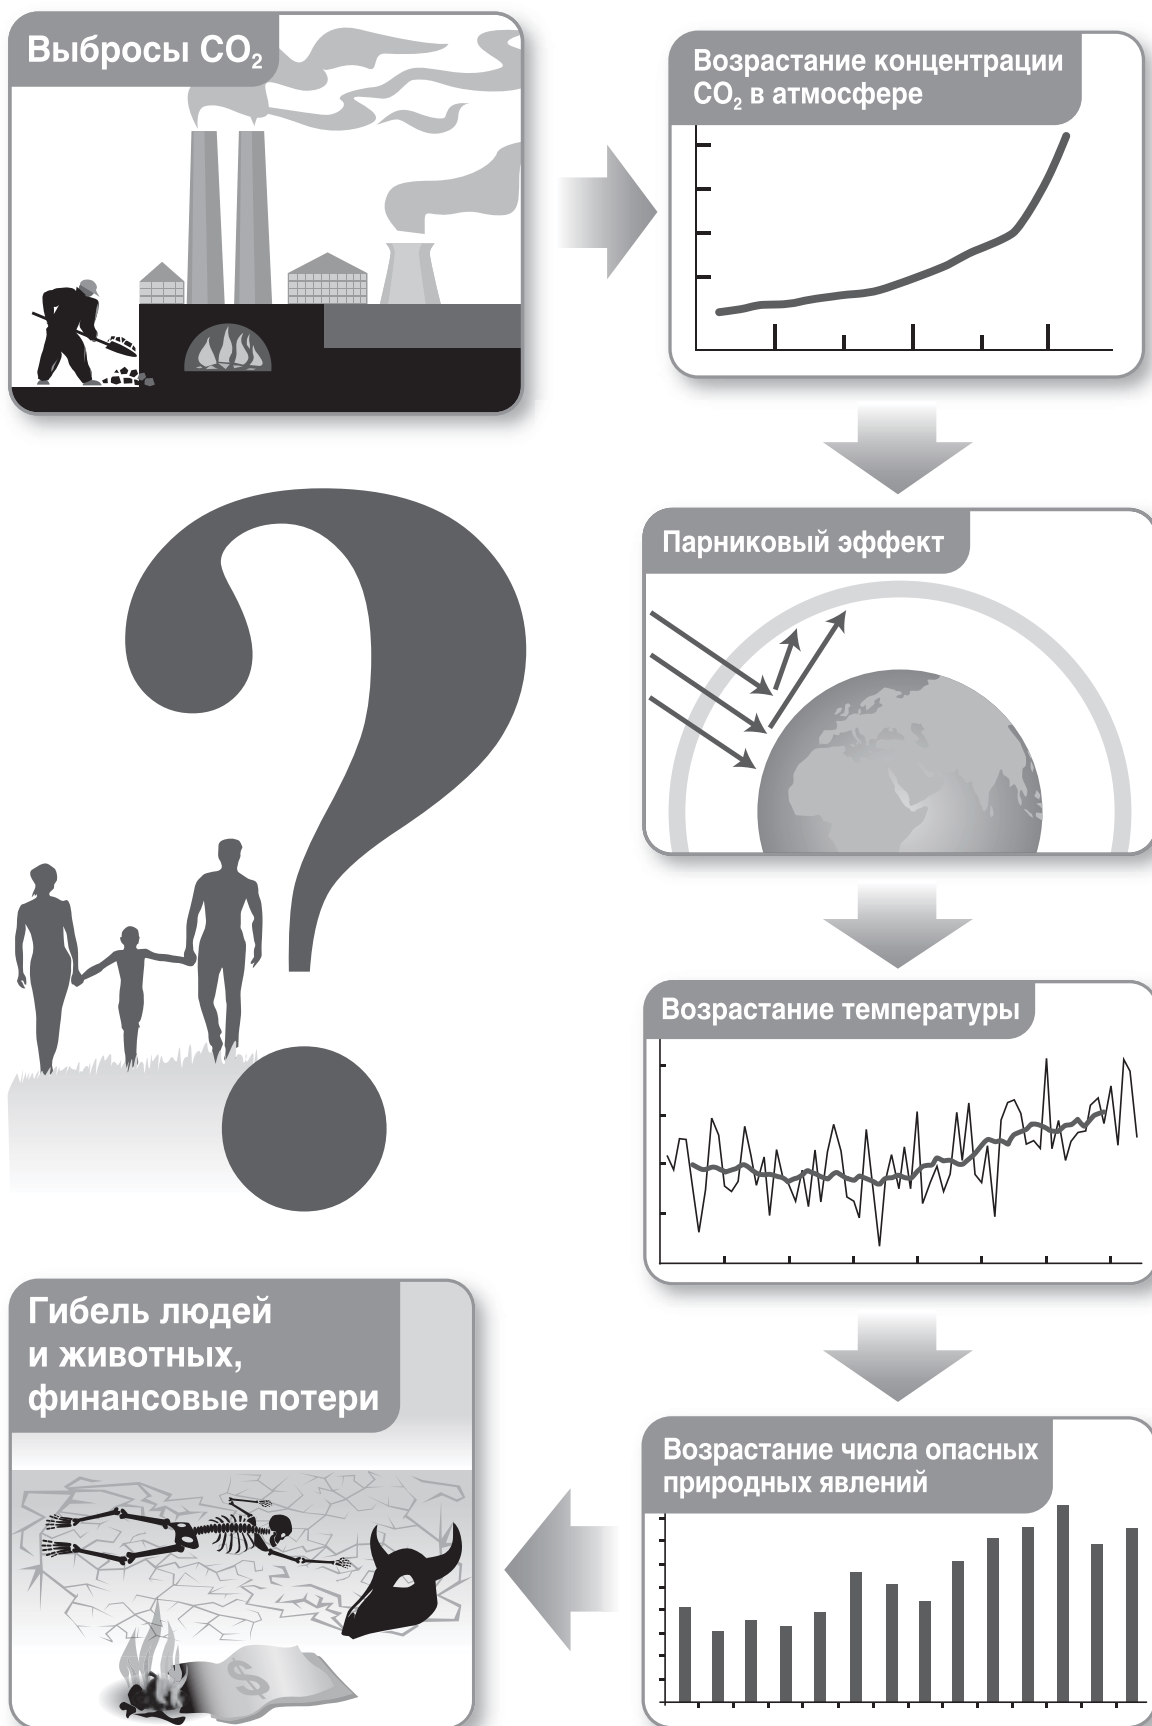 Выбросы CO₂
Возрастание концентрации
CO₂ в атмосфере
Парниковый эффект
Возрастание температуры
Возрастание числа опасных
природных явлений
Гибель людей
и животных,
финансовые потери
?
$